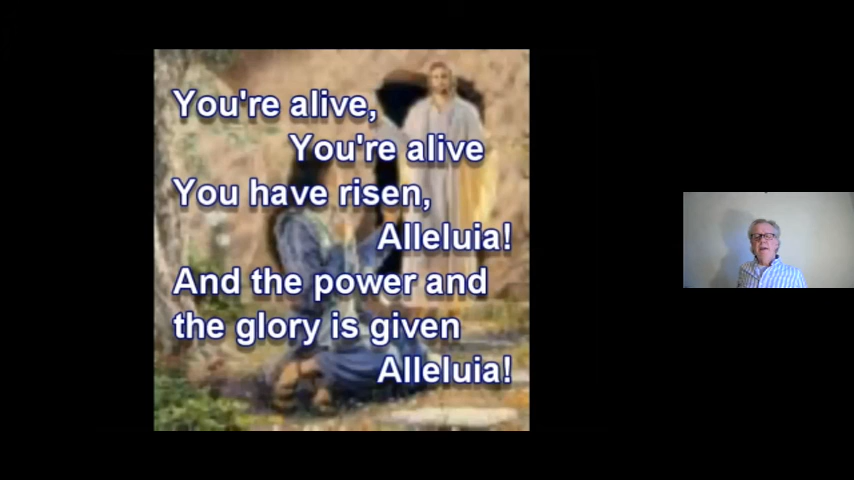 You're alive,
You're alive
You have risen,
Alleluia!
And the power and
the glory is given
Alleluia!